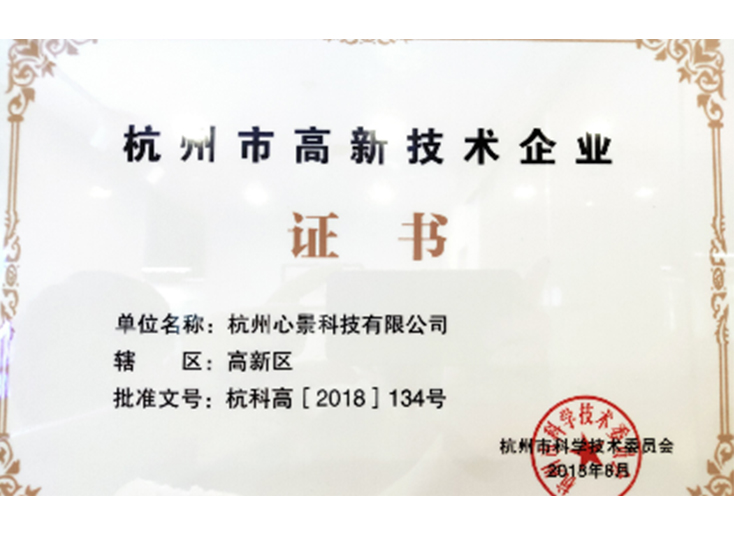 杭州市高新技术企业
证书
单位名称：杭州心景科技有限公司
辖 区：高新区
批准文号：杭科高［2018］134号
杭州市科学技术委员会
2018年8月